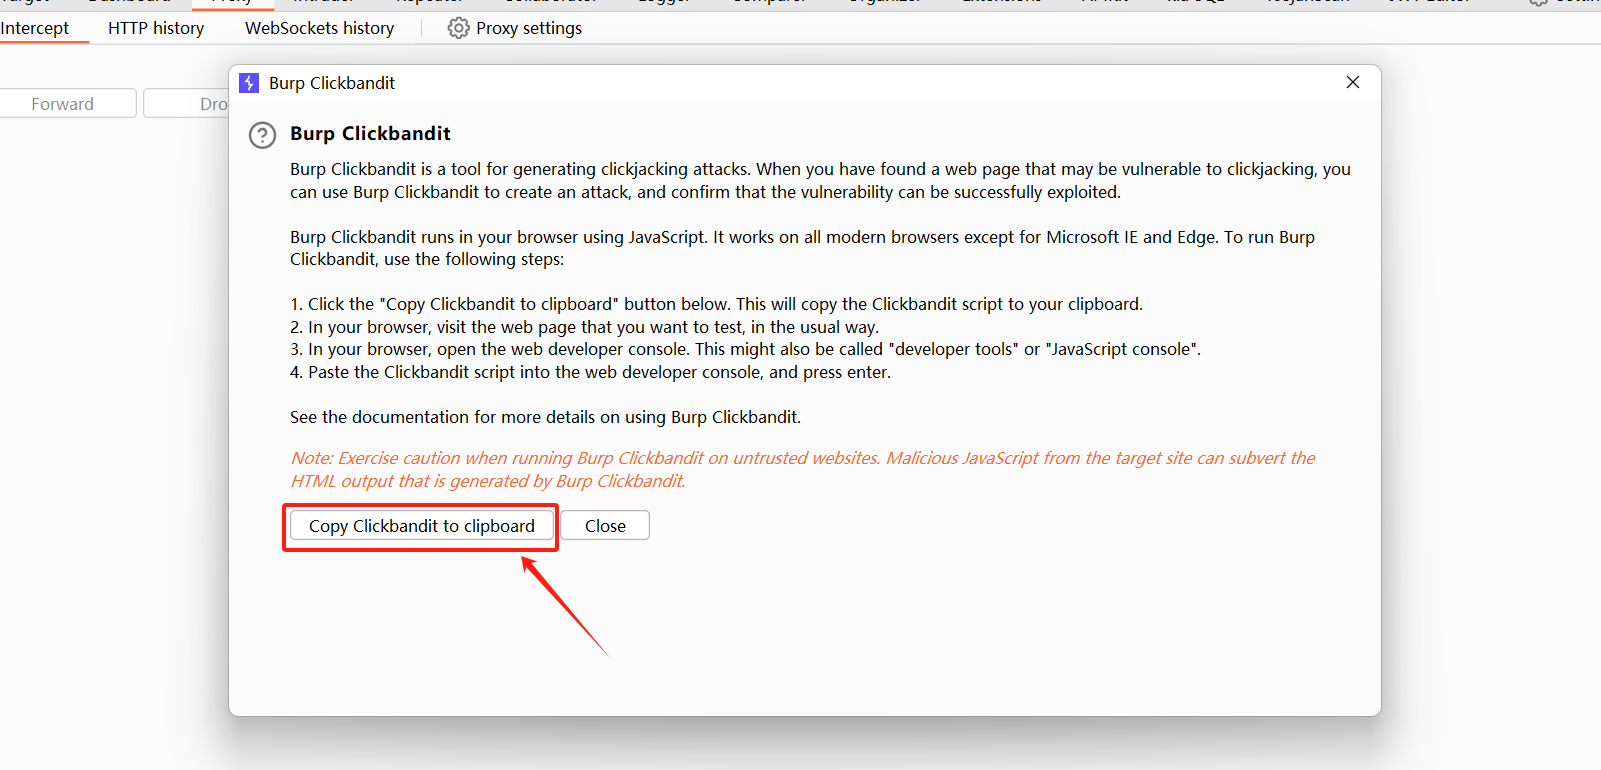 Intercept HTTP history WebSockets history Proxy settings
Forward
Burp Clickbandit
Burp Clickbandit
Burp Clickbandit is a tool for generating clickjacking attacks. When you have found a web page that may be vulnerable to clickjacking, you
can use Burp Clickbandit to create an attack, and confirm that the vulnerability can be successfully exploited.
Burp Clickbandit runs in your browser using JavaScript. It works on all modern browsers except for Microsoft IE and Edge. To run Burp
Clickbandit, use the following steps:
1. Click the "Copy Clickbandit to clipboard" button below. This will copy the Clickbandit script to your clipboard.
2. In your browser, visit the web page that you want to test, in the usual way.
3. In your browser, open the web developer console. This might also be called "developer tools" or "JavaScript console".
4. Paste the Clickbandit script into the web developer console, and press enter.
See the documentation for more details on using Burp Clickbandit.
Note: Exercise caution when running Burp Clickbandit on untrusted websites. Malicious JavaScript from the target site can subvert the
HTML output that is generated by Burp Clickbandit.
Copy Clickbandit to clipboard Close